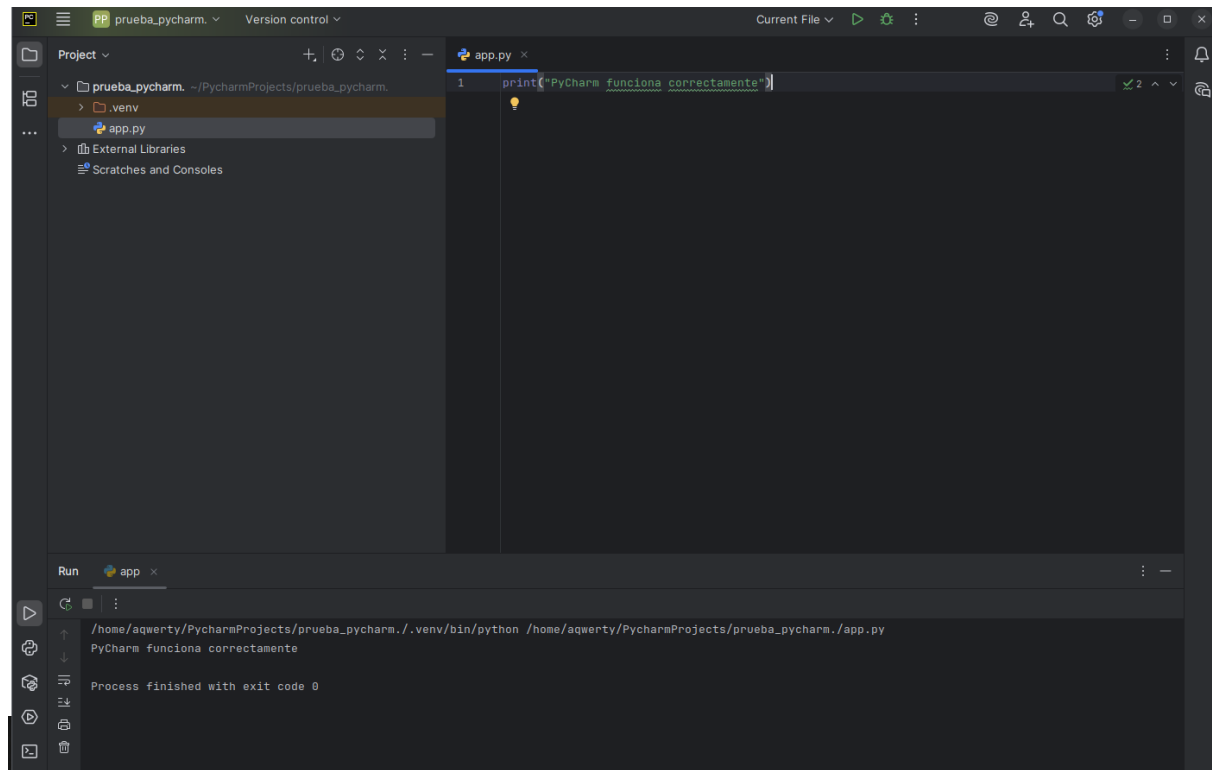 PC PP prueba_pycharm. Version control Current File
Project
app.py
prueba_pycharm. ~/PycharmProjects/prueba_pycharm.
.venv
app.py
External Libraries
Scratches and Consoles
1 print("PyCharm funciona correctamente")
2
Run app
/home/aqwerty/PycharmProjects/prueba_pycharm./.venv/bin/python /home/aqwerty/PycharmProjects/prueba_pycharm./app.py
PyCharm funciona correctamente
Process finished with exit code 0